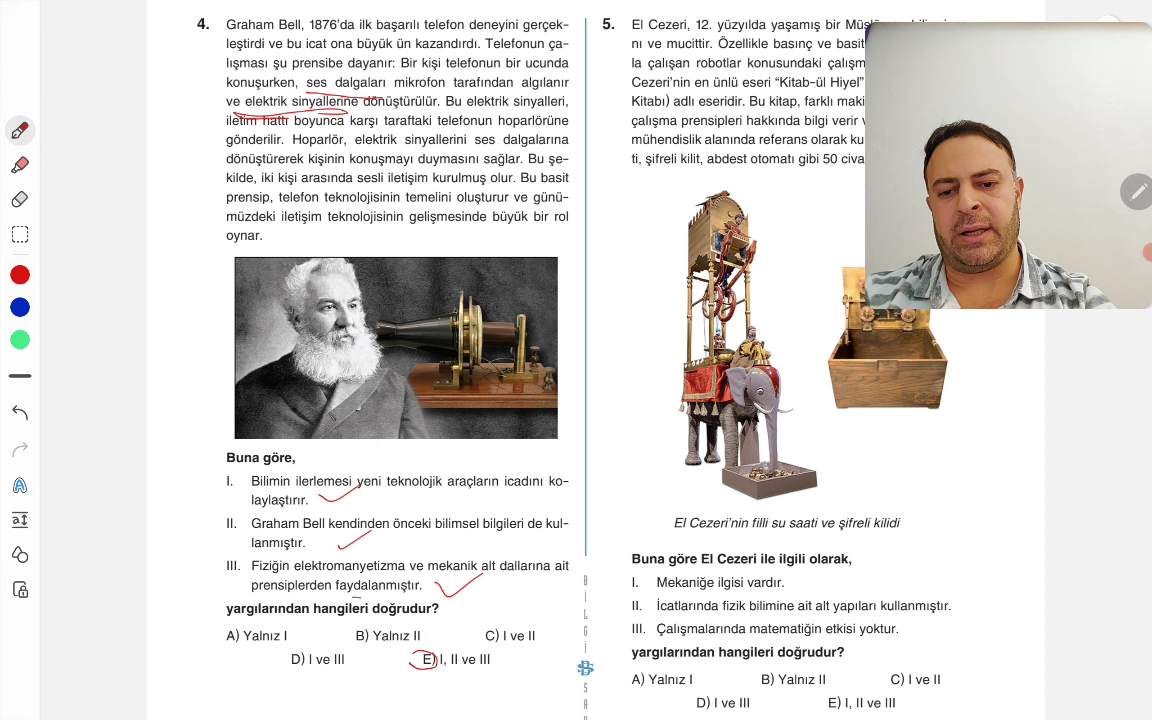 4. Graham Bell, 1876'da ilk başarılı telefon deneyini gerçek-
leştirdi ve bu icat ona büyük ün kazandırdı. Telefonun ça-
lışması şu prensibe dayanır: Bir kişi telefonun bir ucunda
konuşurken, ses dalgaları mikrofon tarafından algılanır
ve elektrik sinyallerine dönüştürülür. Bu elektrik sinyalleri,
iletim hattı boyunca karşı taraftaki telefonun hoparlörüne
gönderilir. Hoparlör, elektrik sinyallerini ses dalgalarına
dönüştürerek kişinin konuşmayı duymasını sağlar. Bu şe-
kilde, iki kişi arasında sesli iletişim kurulmuş olur. Bu basit
prensip, telefon teknolojisinin temelini oluşturur ve günü-
müzdeki iletişim teknolojisinin gelişmesinde büyük bir rol
oynar.
Buna göre,
I. Bilimin ilerlemesi yeni teknolojik araçların icadını ko-
laylaştırır.
II. Graham Bell kendinden önceki bilimsel bilgileri de kul-
lanmıştır.
III. Fiziğin elektromanyetizma ve mekanik alt dallarına ait
prensiplerden faydalanmıştır.
yargılarından hangileri doğrudur?
A) Yalnız I B) Yalnız II C) I ve II
D) I ve III E) I, II ve III
BİLGİ
SA
5. El Cezeri, 12. yüzyılda yaşamış bir
nı ve mucittir. Özellikle basınç ve basit
la çalışan robotlar konusundaki
Cezeri'nin en ünlü eseri "Kitab-ül Hiyel"
Kitabı) adlı eseridir. Bu kitap, farklı
çalışma prensipleri hakkında bilgi verir
mühendislik alanında referans olarak
ti, şifreli kilit, abdest otomatı gibi 50
El Cezeri'nin filli su saati ve şifreli kilidi
Buna göre El Cezeri ile ilgili olarak,
I. Mekaniğe ilgisi vardır.
II. İcatlarında fizik bilimine ait alt yapıları kullanmıştır.
III. Çalışmalarında matematiğin etkisi yoktur.
yargılarından hangileri doğrudur?
A) Yalnız I B) Yalnız II C) I ve II
D) I ve III E) I, II ve III